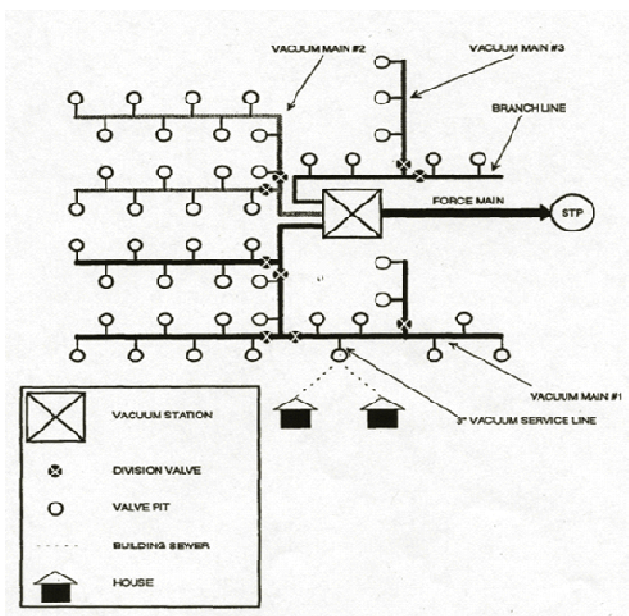 VACUUM MAIN #2
VACUUM MAIN #3
BRANCH LINE
FORCE MAIN
STP
VACUUM MAIN #1
3" VACUUM SERVICE LINE
VACUUM STATION
DIVISION VALVE
VALVE PIT
BUILDING SEWER
HOUSE